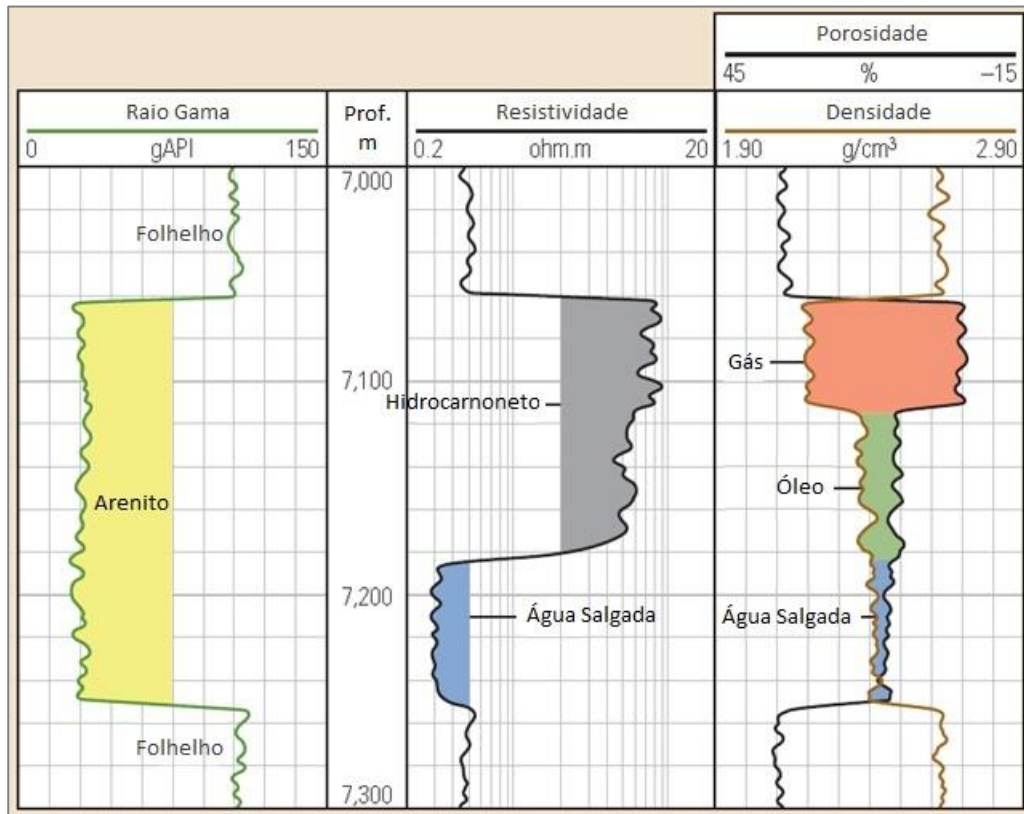 Porosidade
45 % –15
Raio Gama
0 gAPI 150
Prof.
m
Resistividade
0.2 ohm.m 20
Densidade
1.90 g/cm³ 2.90
7,000
Folhelho
7,100
Gás
Hidrocarnoneto
Arenito
Óleo
7,200
Água Salgada
Água Salgada
Folhelho
7,300